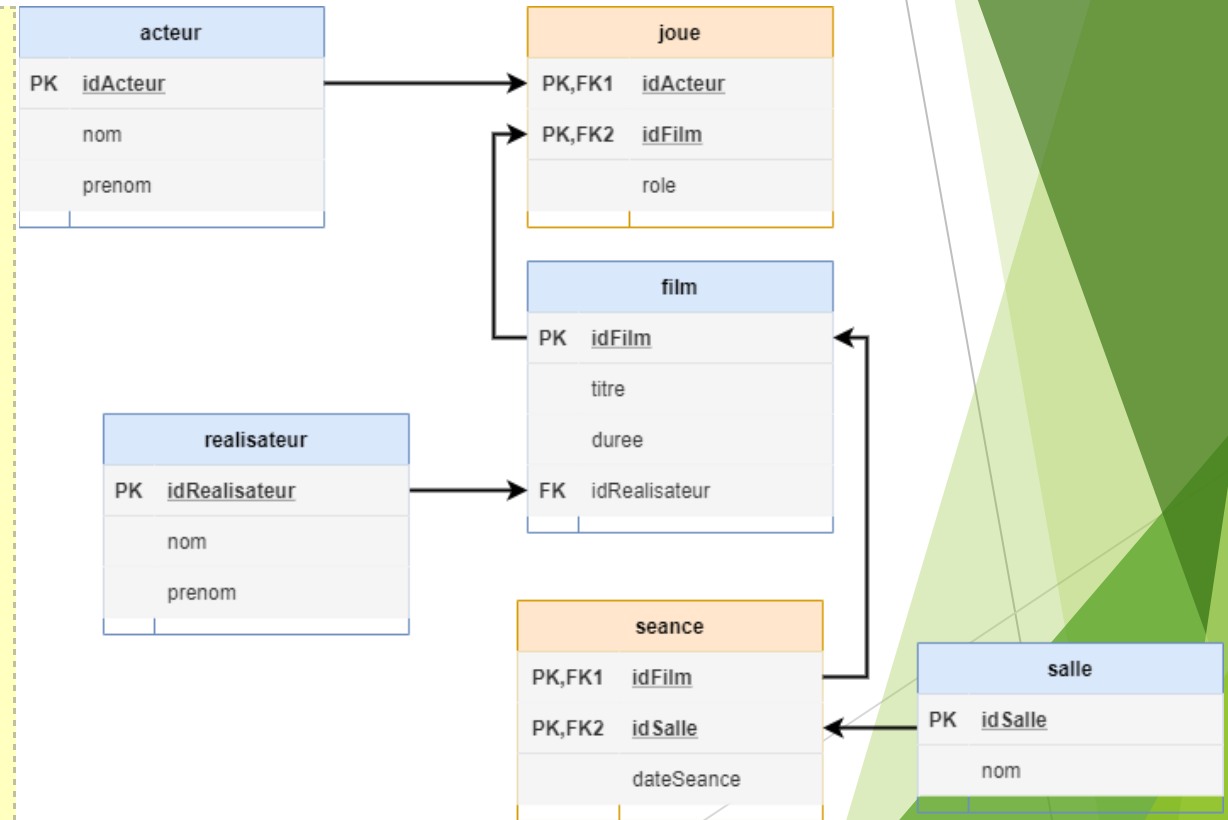 acteur
PK idActeur
nom
prenom
joue
PK,FK1 idActeur
PK,FK2 idFilm
role
film
PK idFilm
titre
duree
FK idRealisateur
realisateur
PK idRealisateur
nom
prenom
seance
PK,FK1 idFilm
PK,FK2 idSalle
dateSeance
salle
PK idSalle
nom